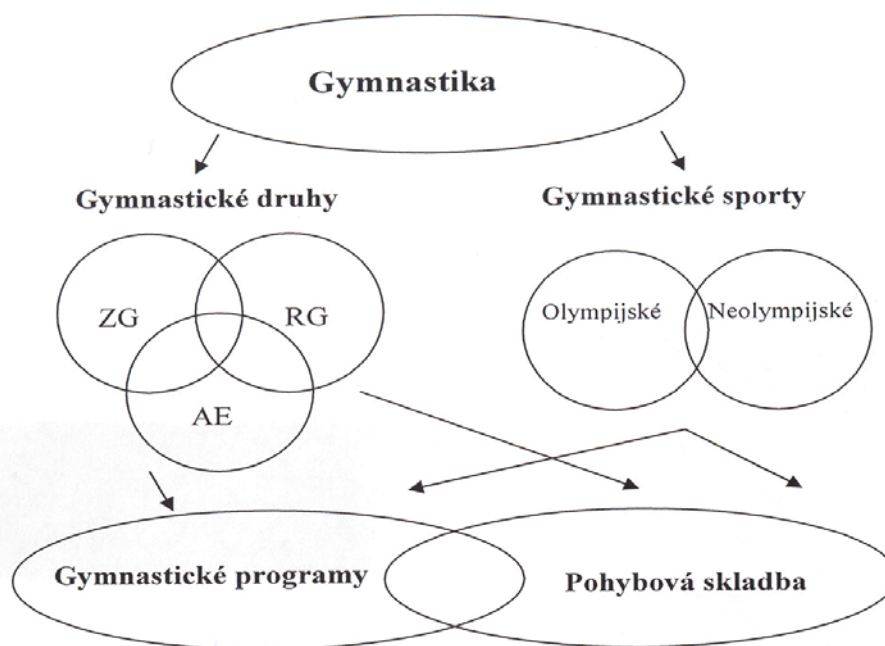 Gymnastika
Gymnastické druhy
Gymnastické sporty
ZG
RG
AE
Olympijské
Neolympijské
Gymnastické programy
Pohybová skladba